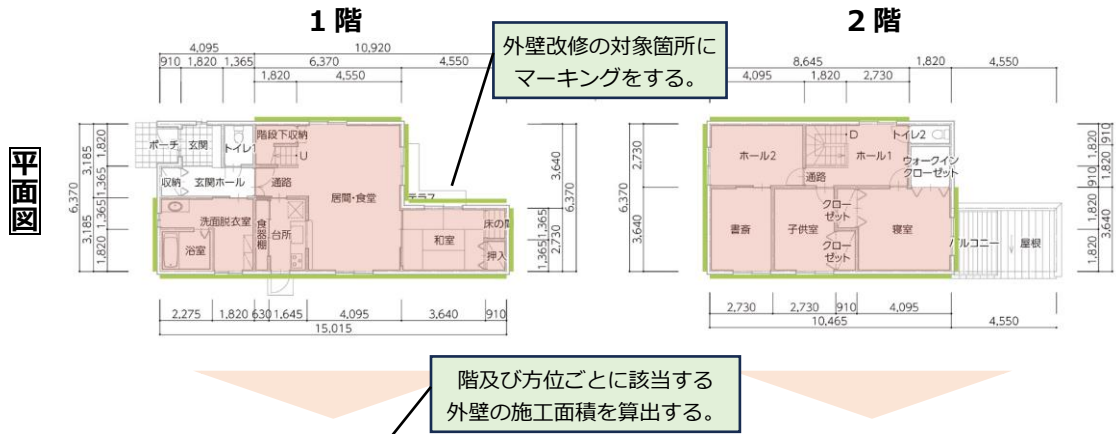 1階
2階
外壁改修の対象箇所に
マーキングをする。
平面図
4,095
10,920
910
1,820
1,365
6,370
4,550
1,820
4,550
8,645
1,820
4,550
4,095
1,820
2,730
6,370
3,185
3,185
1,820
1,365
1,365
1,820
ポーチ
玄関
トイレ1
階段下収納
U
収納
玄関ホール
通路
居間・食堂
テラス
洗面脱衣室
食器棚
台所
浴室
和室
床の間
押入
3,640
1,365
2,730
1,365
6,370
2,275
1,820
630
1,645
4,095
3,640
910
15,015
6,370
2,730
3,640
ホール2
D
ホール1
トイレ2
ウォークイン
クローゼット
通路
クロー
ゼット
書斎
子供室
クロー
ゼット
寝室
バルコニー
屋根
1,820
910
1,820
1,820
910
1,820
3,640
2,730
2,730
910
4,095
10,465
4,550
階及び方位ごとに該当する
外壁の施工面積を算出する。